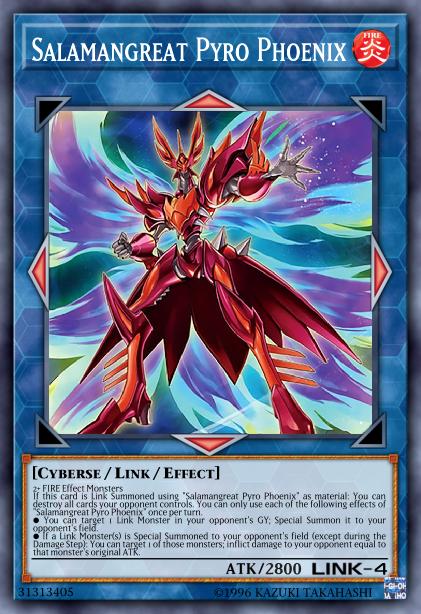 SALAMANGREAT PYRO PHOENIX
FIRE
炎
[CYBERSE / LINK / EFFECT]
2+ FIRE Effect Monsters
If this card is Link Summoned using "Salamangreat Pyro Phoenix" as material: You can
destroy all cards your opponent controls. You can only use each of the following effects of
"Salamangreat Pyro Phoenix" once per turn.
● You can target 1 Link Monster in your opponent's GY; Special Summon it to your
opponent's field.
● If a Link Monster(s) is Special Summoned to your opponent's field (except during the
Damage Step): You can target 1 of those monsters; inflict damage to your opponent equal to
that monster's original ATK.
ATK/2800 LINK-4
31313405 ©1996 KAZUKI TAKAHASHI